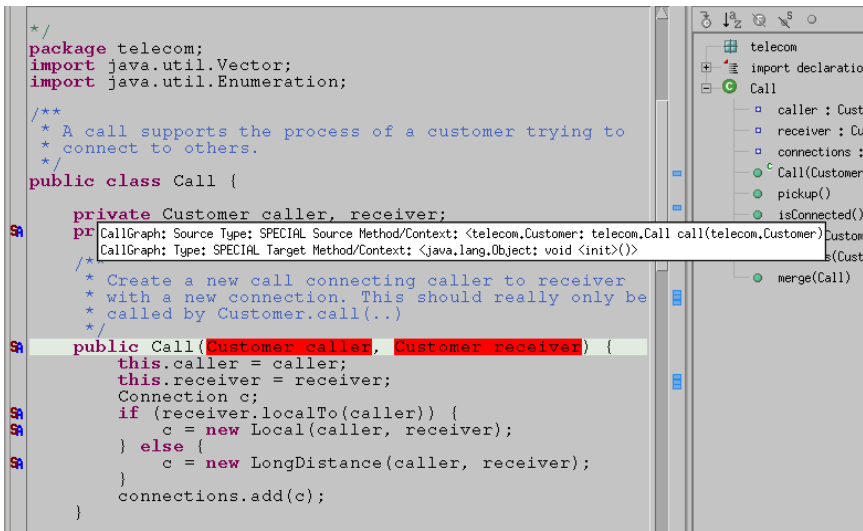 */
package telecom;
import java.util.Vector;
import java.util.Enumeration;
/**
* A call supports the process of a customer trying to
* connect to others.
*/
public class Call {
private Customer caller, receiver;
pr
CallGraph: Source Type: SPECIAL Source Method/Context: <telecom.Customer: telecom.Call call(telecom.Customer)
CallGraph: Type: SPECIAL Target Method/Context: <java.lang.Object: void <init>()>
/**
* Create a new call connecting caller to receiver
* with a new connection. This should really only be
* called by Customer.call(..)
*/
public Call(Customer caller, Customer receiver) {
this.caller = caller;
this.receiver = receiver;
Connection c;
if (receiver.localTo(caller)) {
c = new Local(caller, receiver);
} else {
c = new LongDistance(caller, receiver);
}
connections.add(c);
}
telecom
import declaratio
Call
caller : Cust
receiver : Cu
connections :
Call(Customer
pickup()
isConnected()
Custom
s(Cust
merge(Call)